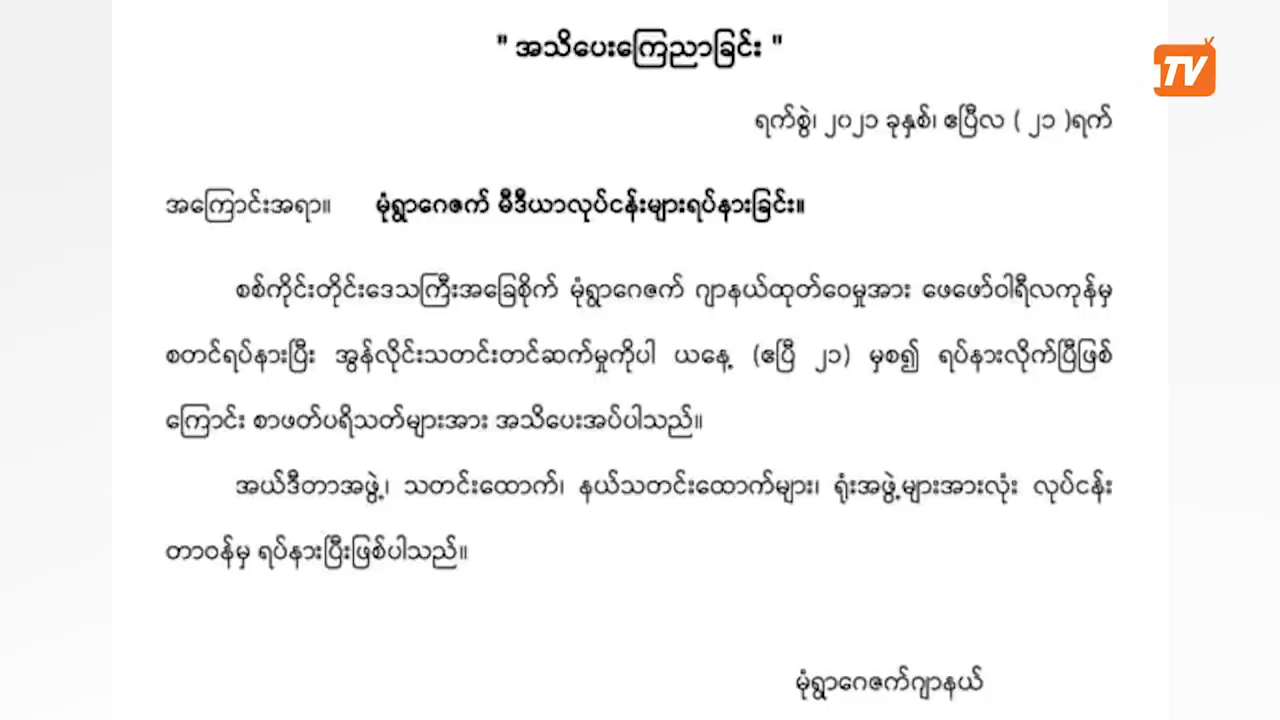 " အသိပေးကြေညာခြင်း "
TV
ရက်စွဲ၊ ၂၀၂၁ ခုနှစ်၊ ဧပြီလ ( ၂၁ )ရက်
အကြောင်းအရာ။ မုံရွာဂေဇက် မီဒီယာလုပ်ငန်းများရပ်နားခြင်း။
စစ်ကိုင်းတိုင်းဒေသကြီးအခြေစိုက် မုံရွာဂေဇက် ဂျာနယ်ထုတ်ဝေမှုအား ဖေဖော်ဝါရီလကုန်မှ
စတင်ရပ်နားပြီး အွန်လိုင်းသတင်းတင်ဆက်မှုကိုပါ ယနေ့ (ဧပြီ ၂၁) မှစ၍ ရပ်နားလိုက်ပြီဖြစ်
ကြောင်း စာဖတ်ပရိသတ်များအား အသိပေးအပ်ပါသည်။
အယ်ဒီတာအဖွဲ့၊ သတင်းထောက်၊ နယ်သတင်းထောက်များ၊ ရုံးအဖွဲ့များအားလုံး လုပ်ငန်း
တာဝန်မှ ရပ်နားပြီးဖြစ်ပါသည်။
မုံရွာဂေဇက်ဂျာနယ်